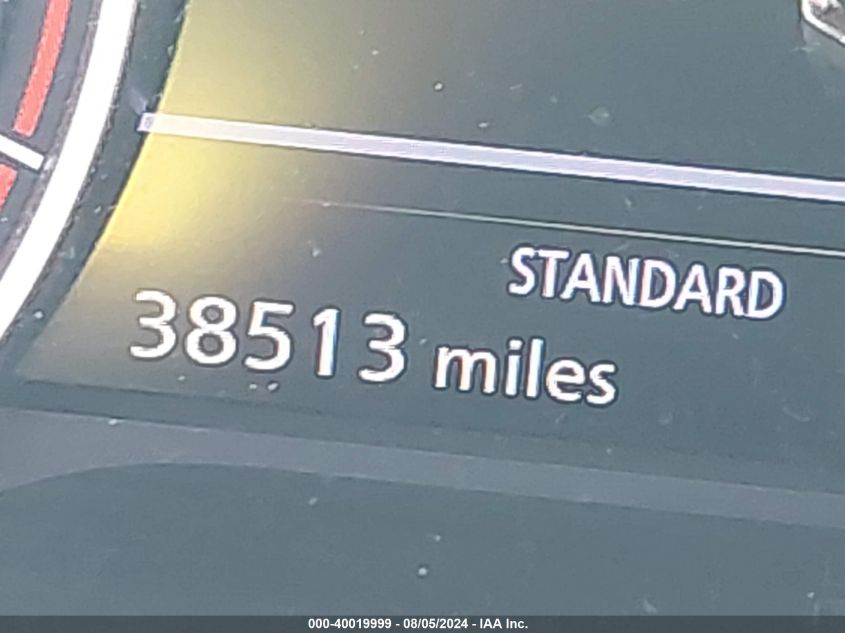 STANDARD
38513 miles
000-40019999 - 08/05/2024 - IAA Inc.